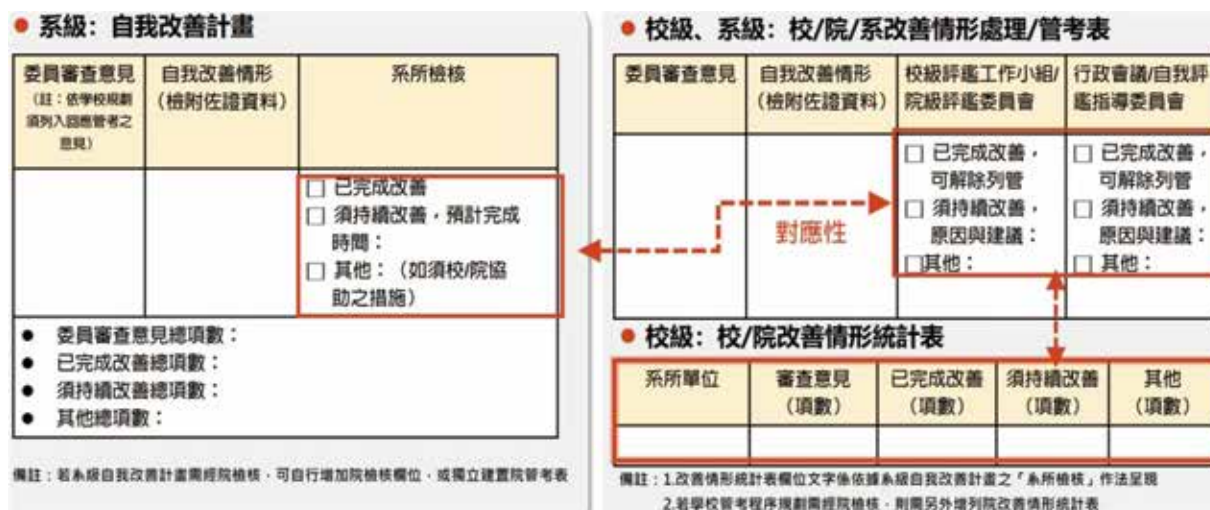 ● 系級：自我改善計畫
委員審查意見
（註：依學校規劃
須列入回應管考之
意見）
自我改善情形
（檢附佐證資料）
系所檢核
□ 已完成改善
□ 須持續改善，預計完成
時間：
□ 其他：（如須校/院協
助之措施）
● 委員審查意見總項數：
● 已完成改善總項數：
● 須持續改善總項數：
● 其他總項數：
備註：若系級自我改善計畫需經院檢核，可自行增加院檢核欄位，或獨立建置院管考表
對應性
● 校級、系級：校/院/系改善情形處理/管考表
委員審查意見
自我改善情形
（檢附佐證資料）
校級評鑑工作小組/
院級評鑑委員會
行政會議/自我評
鑑指導委員會
□ 已完成改善，
可解除列管
□ 須持續改善，
原因與建議：
□其他：
□ 已完成改善，
可解除列管
□ 須持續改善，
原因與建議：
□ 其他：
● 校級：校/院改善情形統計表
系所單位
審查意見
（項數）
已完成改善
（項數）
須持續改善
（項數）
其他
（項數）
備註：1.改善情形統計表欄位文字係依據系級自我改善計畫之「系所檢核」作法呈現
2.若學校管考程序規劃需經院檢核，則需另外增列院改善情形統計表